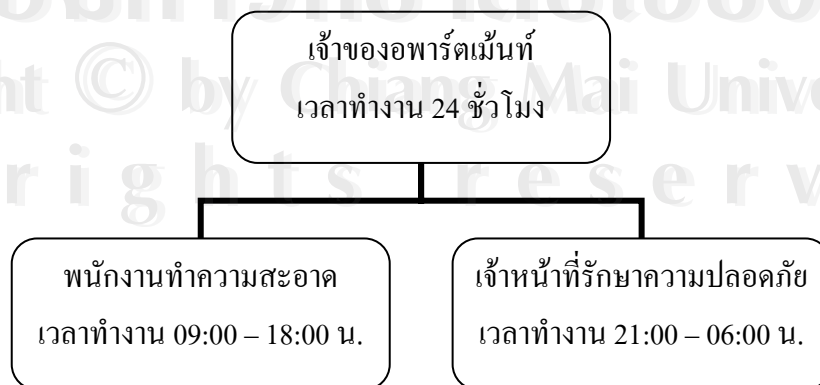 เจ้าของอพาร์ตเม้นท์
เวลาทำงาน 24 ชั่วโมง
ht © by Chiang Mai Unive
r i g h t s r e s e r v
พนักงานทำความสะอาด
เวลาทำงาน 09:00 – 18:00 น.
เจ้าหน้าที่รักษาความปลอดภัย
เวลาทำงาน 21:00 – 06:00 น.